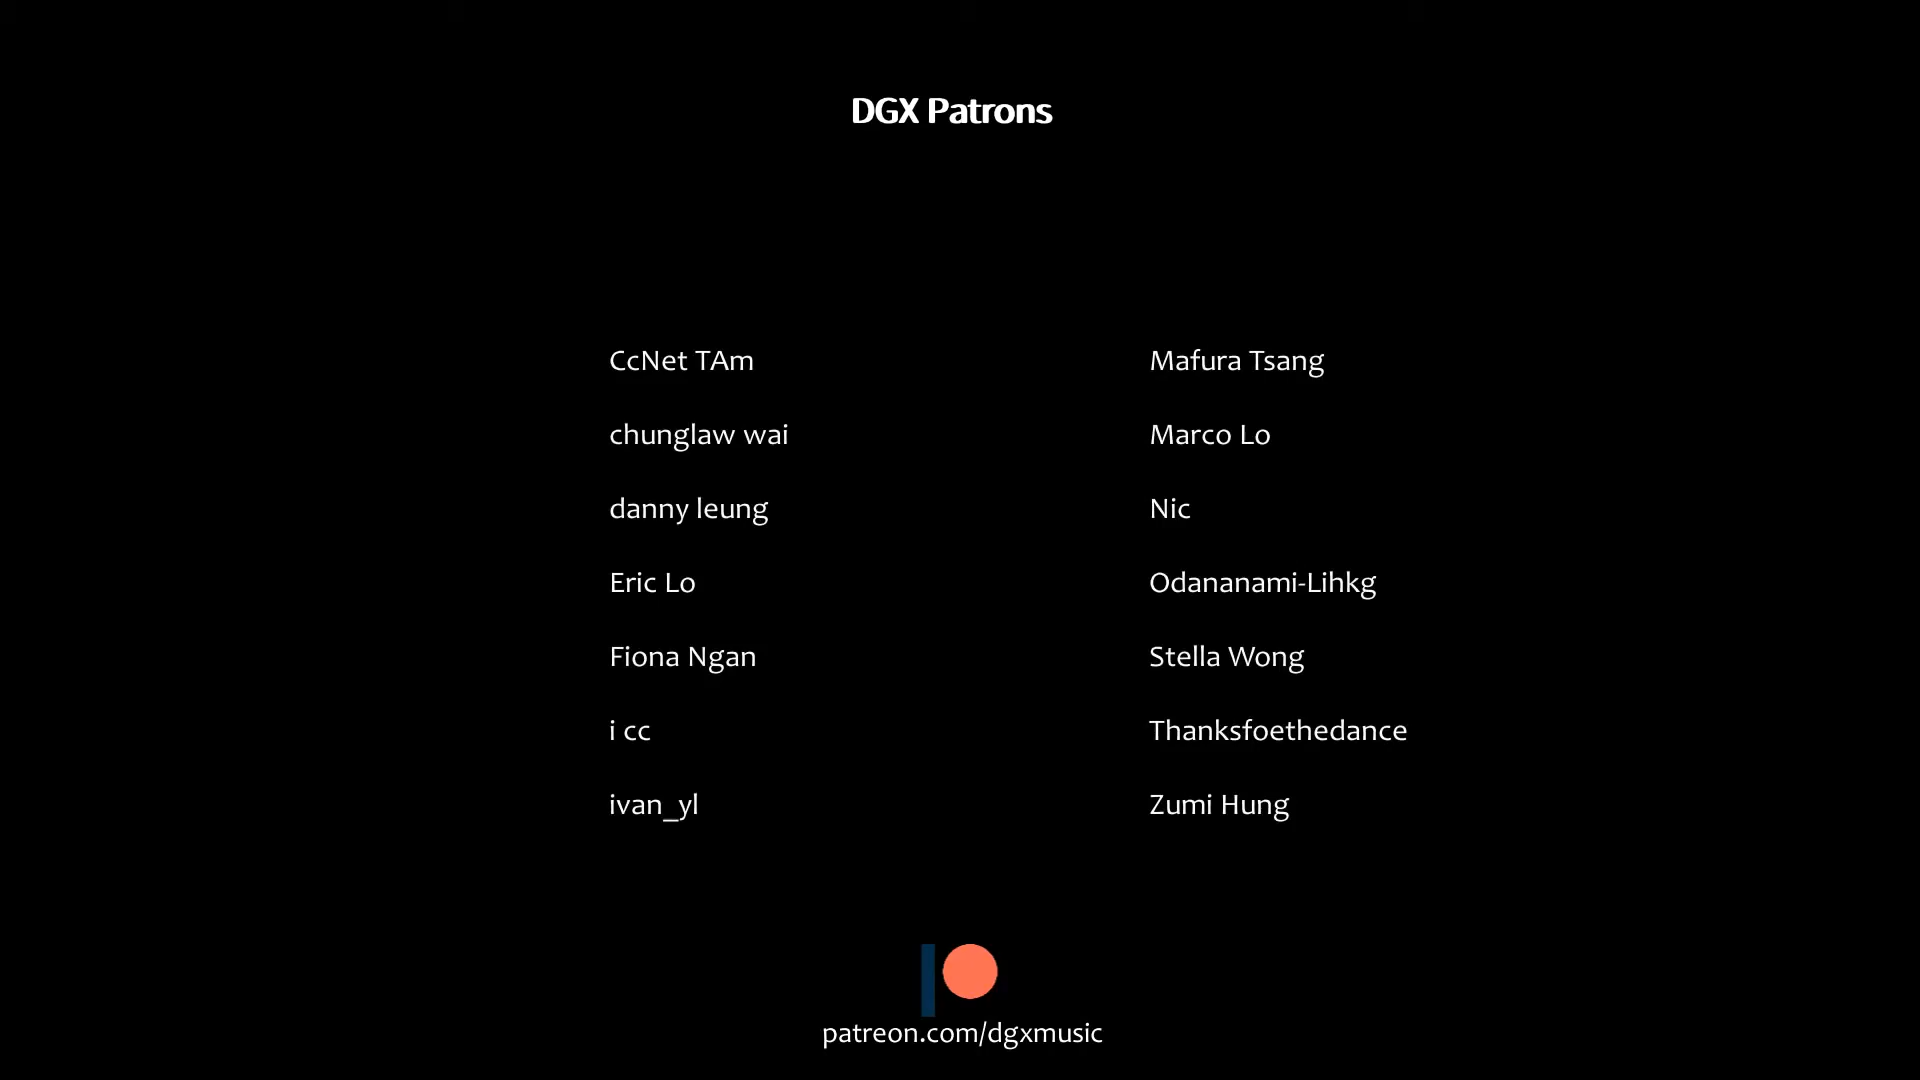 DGX Patrons
CcNet TAm
chunglaw wai
danny leung
Eric Lo
Fiona Ngan
i cc
ivan_yl
Mafura Tsang
Marco Lo
Nic
Odananami-Lihkg
Stella Wong
Thanksfoethedance
Zumi Hung
patreon.com/dgxmusic